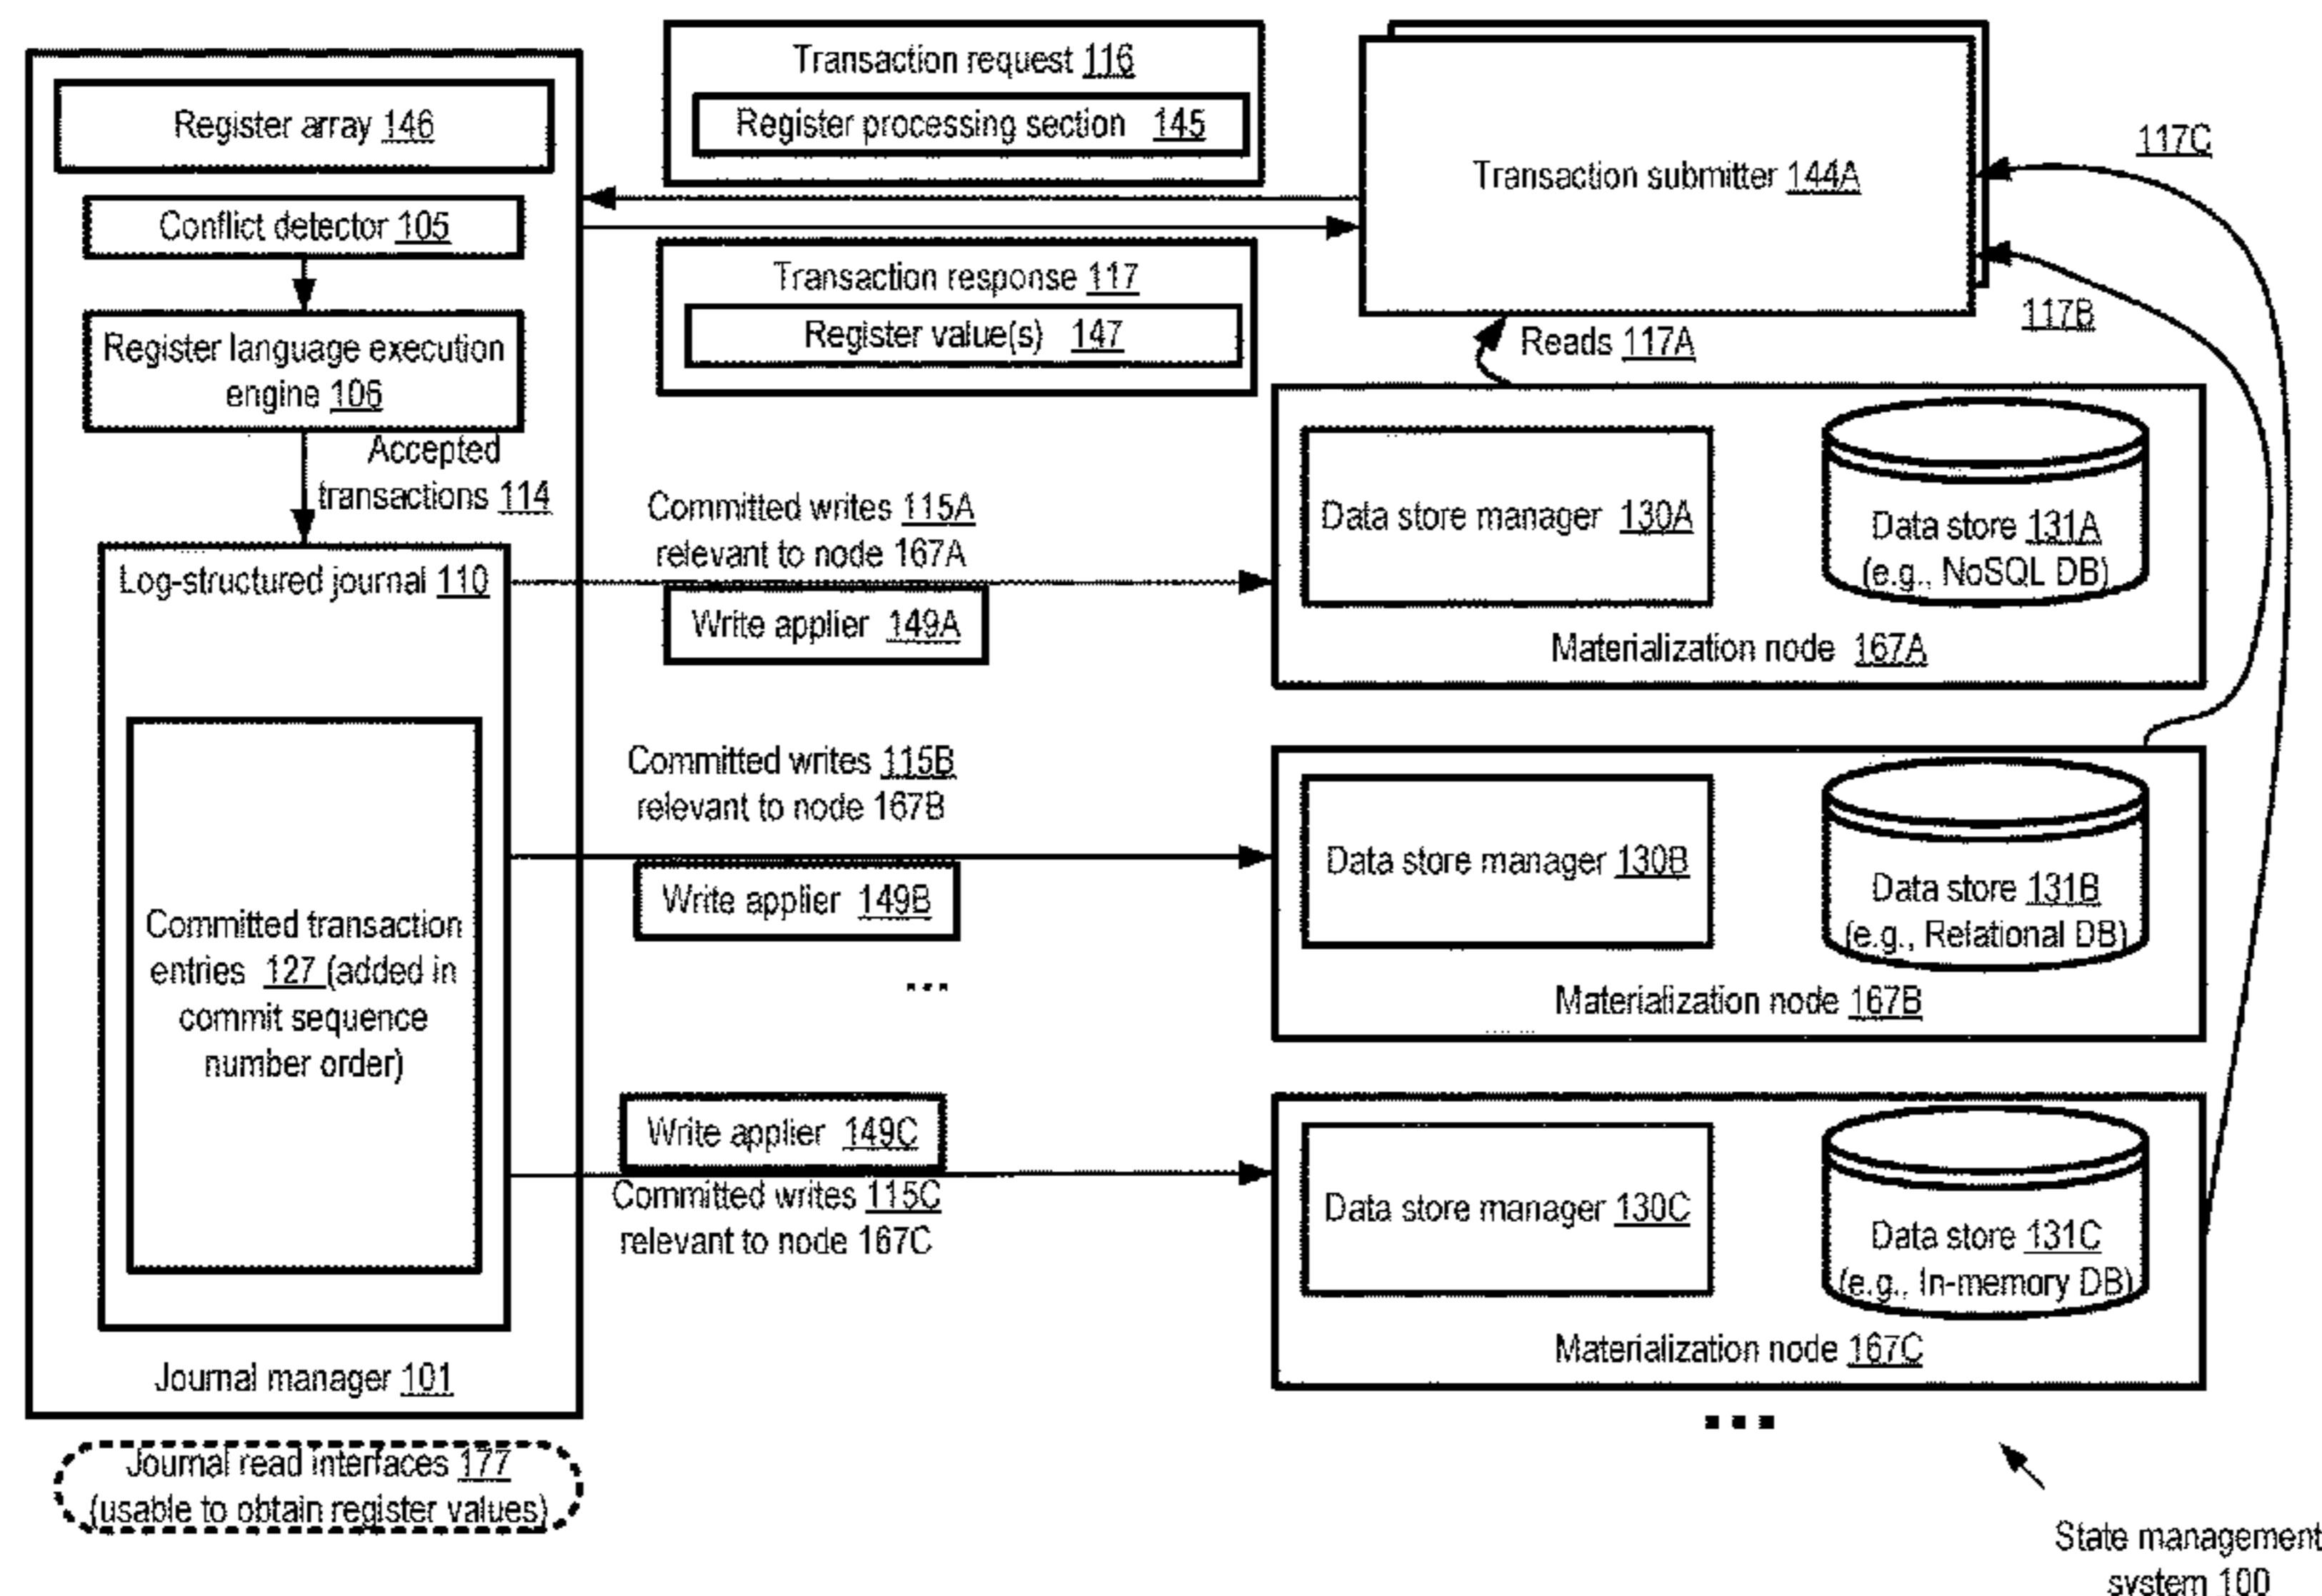 Register array 146
Conflict detector 105
Register language execution
engine 106
Accepted
transactions 114
Log-structured journal 110
Committed transaction
entries 127 (added in
commit sequence
number order)
Journal manager 101
Journal read interfaces 177
(usable to obtain register values)
Transaction request 116
Register processing section 145
Transaction response 117
Register value(s) 147
Transaction submitter 144A
117C
117B
Reads 117A
Committed writes 115A
relevant to node 167A
Write applier 149A
Data store manager 130A
Data store 131A
(e.g., NoSQL DB)
Materialization node 167A
Committed writes 115B
relevant to node 167B
Write applier 149B
...
Data store manager 130B
Data store 131B
(e.g., Relational DB)
Materialization node 167B
Write applier 149C
Committed writes 115C
relevant to node 167C
Data store manager 130C
Data store 131C
(e.g., In-memory DB)
Materialization node 167C
...
State management
system 100